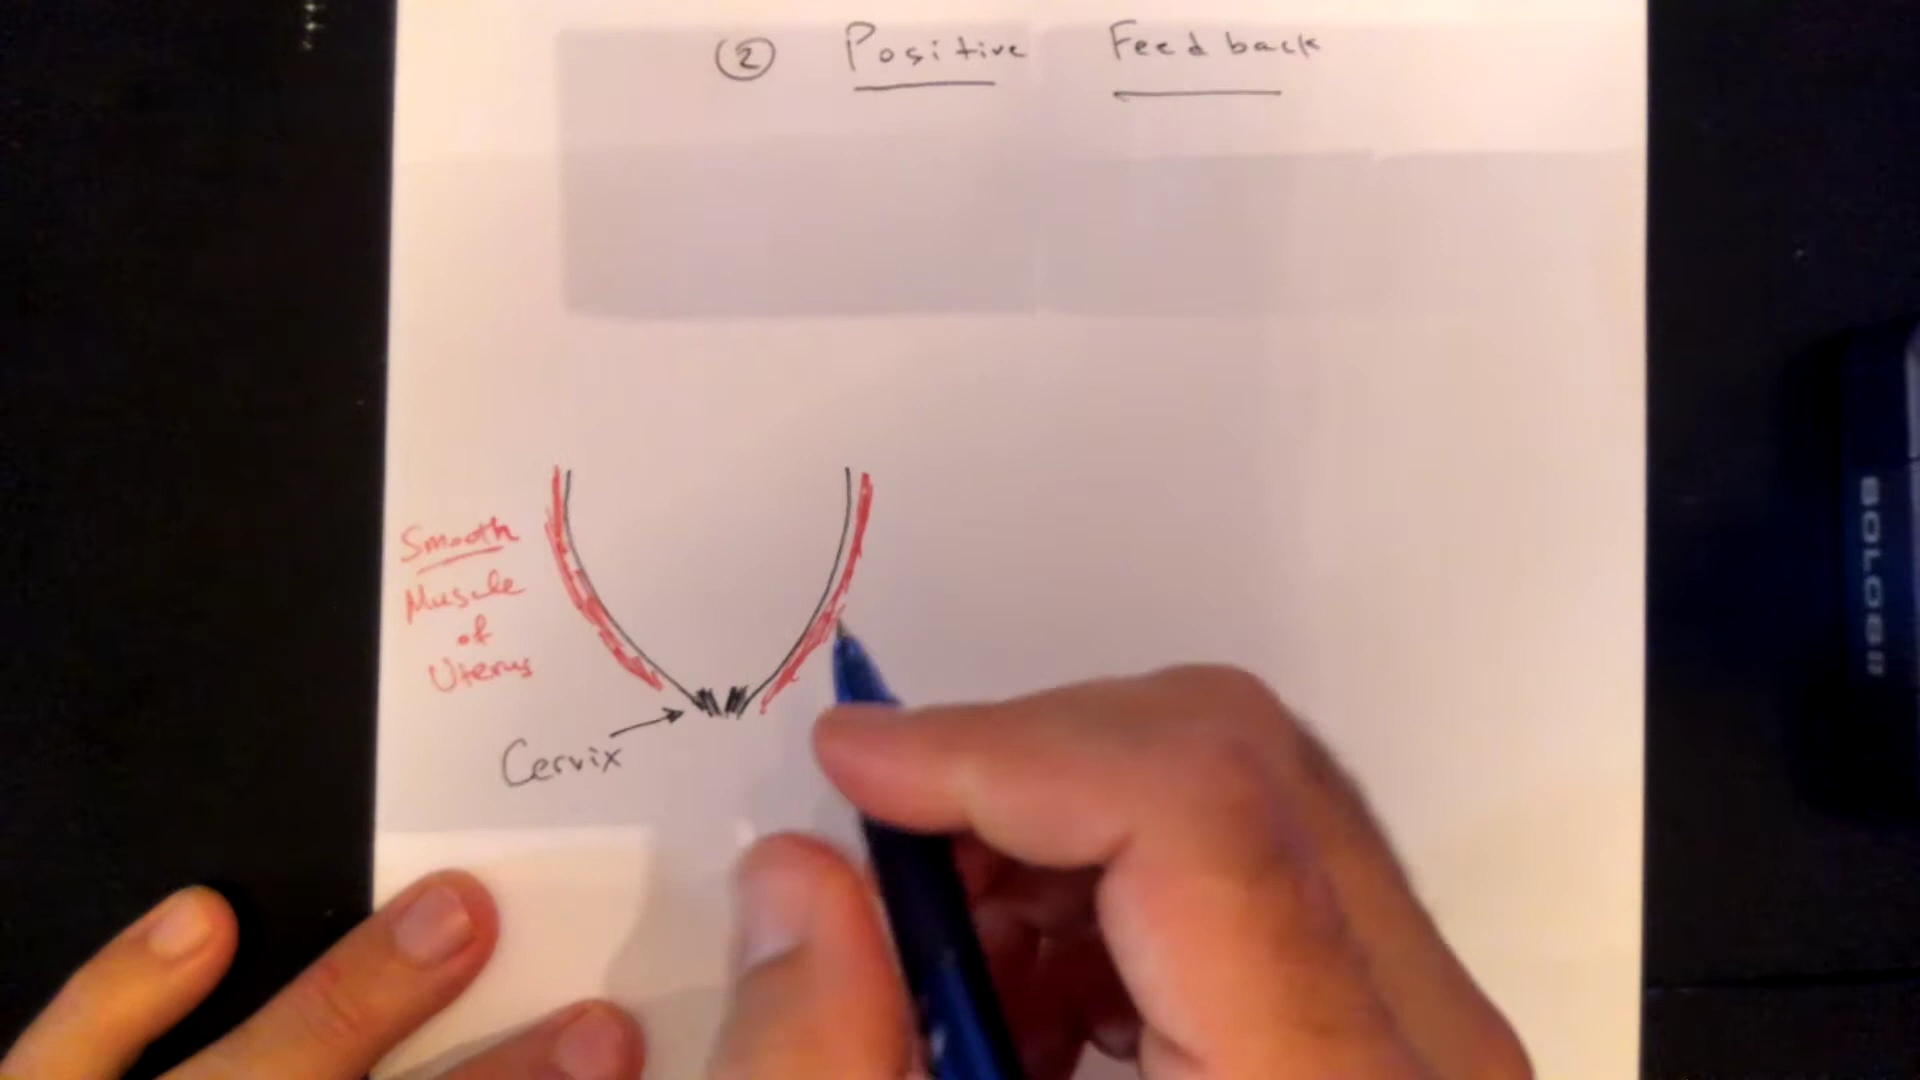 ② Positive Feedback
Smooth
Muscle
of
Uterus
Cervix